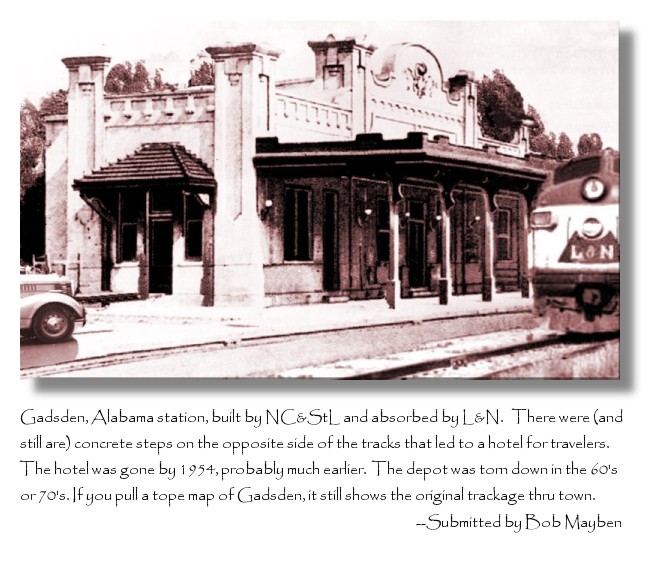 L&N
Gadsden, Alabama station, built by NC&StL and absorbed by L&N. There were (and
still are) concrete steps on the opposite side of the tracks that led to a hotel for travelers.
The hotel was gone by 1954, probably much earlier. The depot was torn down in the 60's
or 70's. If you pull a tope map of Gadsden, it still shows the original trackage thru town.
--Submitted by Bob Mayben